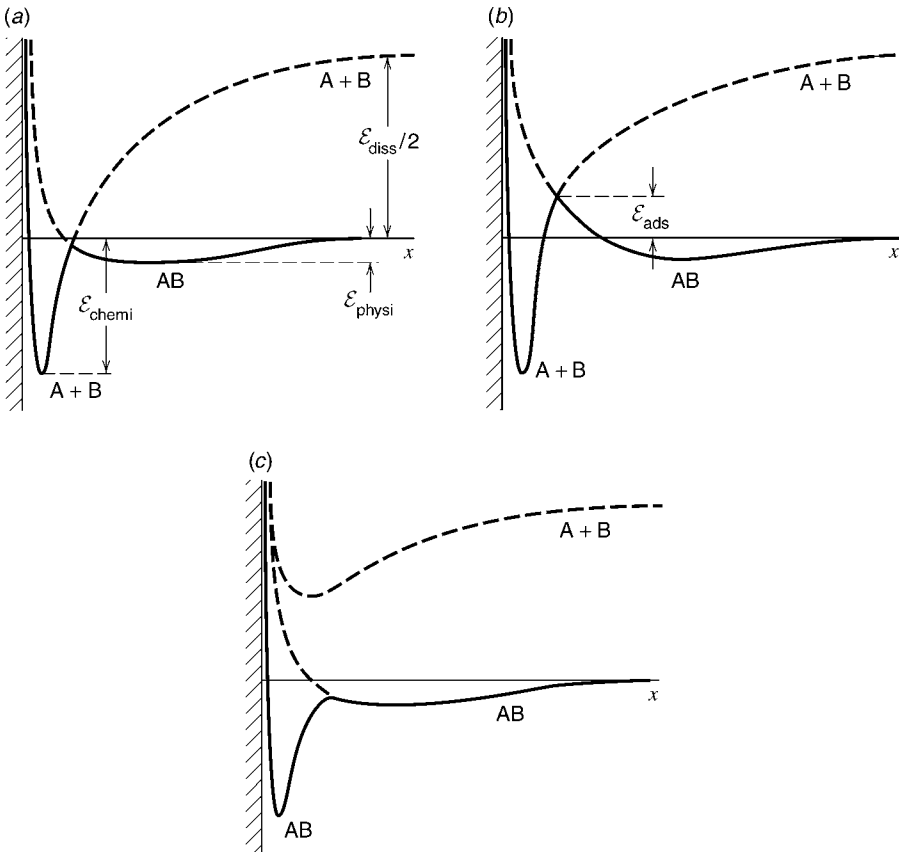 (a)
A + B
ℰdiss/2
x
AB
ℰphysi
ℰchemi
A + B
(b)
A + B
ℰads
x
AB
A + B
(c)
A + B
x
AB
AB